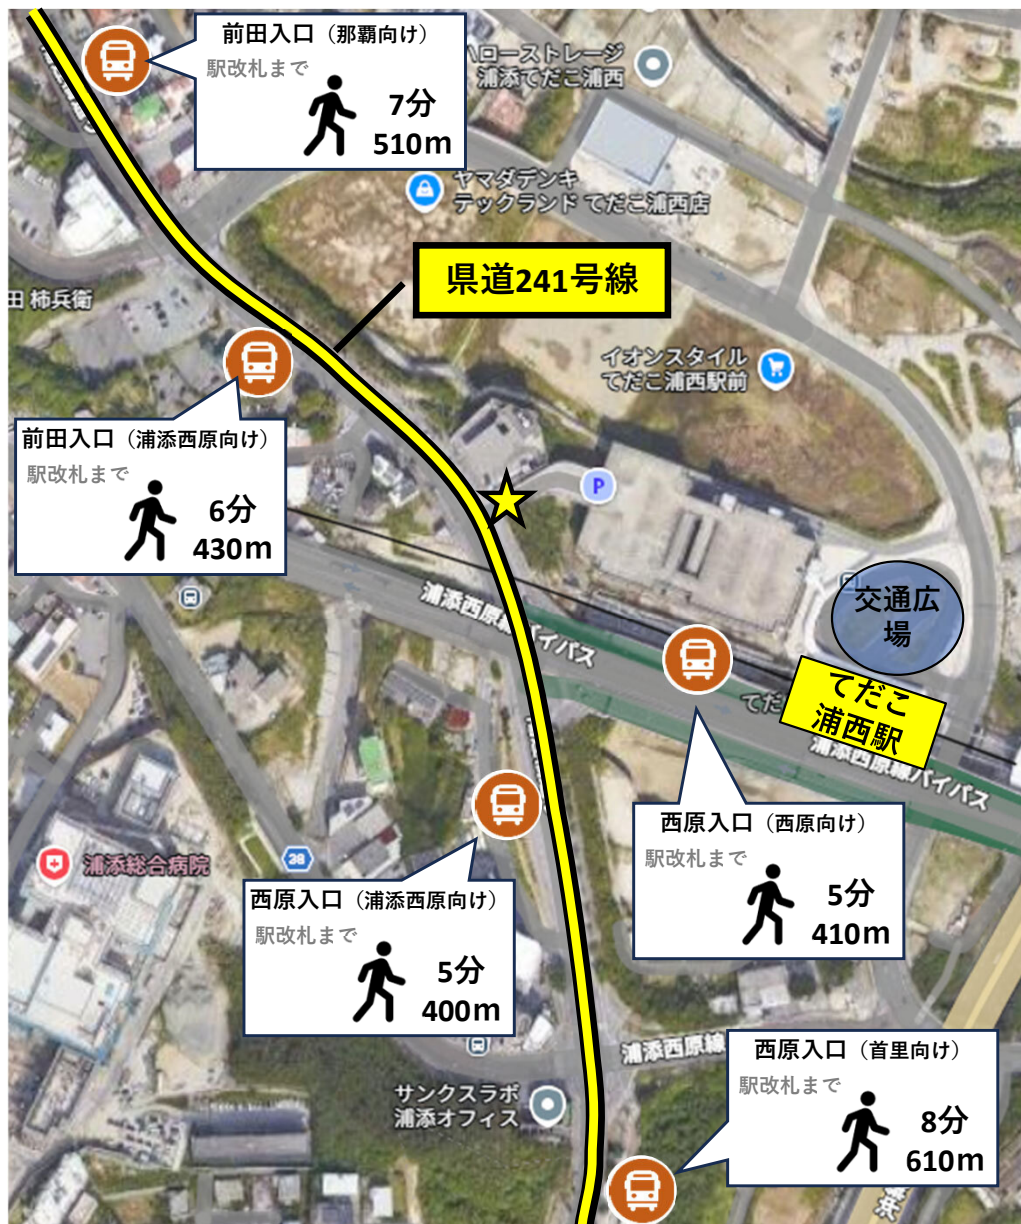 前田入口（那覇向け）
駅改札まで
7分
510m
ハローストレージ
浦添てだこ浦西
ヤマダデンキ
テックランド てだこ浦西店
県道241号線
田 柿兵衛
イオンスタイル
てだこ浦西駅前
前田入口（浦添西原向け）
駅改札まで
6分
430m
P
交通広
場
浦添西原線バイパス
てだこ
浦西駅
てだ
浦添西原線バイパス
西原入口（西原向け）
駅改札まで
5分
410m
38
浦添総合病院
西原入口（浦添西原向け）
駅改札まで
5分
400m
浦添西原線
西原入口（首里向け）
駅改札まで
8分
610m
サンクスラボ
浦添オフィス